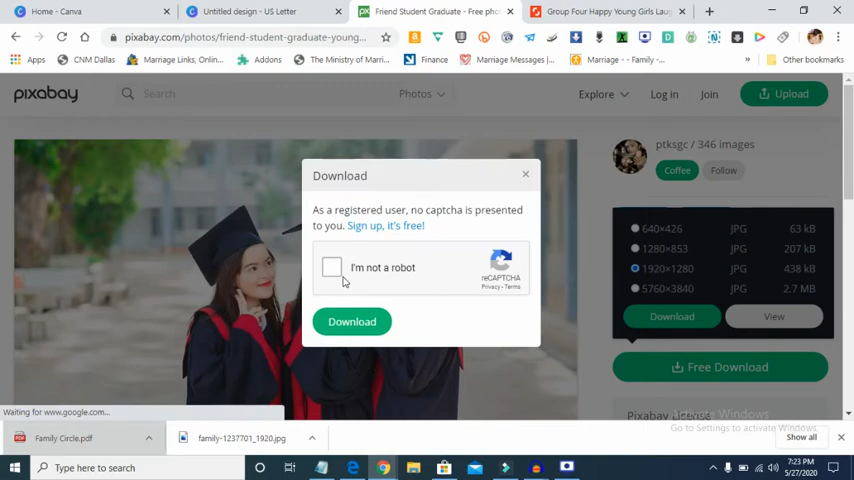 Home - Canva
Untitled design - US Letter
Friend Student Graduate - Free pho
Group Four Happy Young Girls Laug
pixabay.com/photos/friend-student-graduate-young...
Apps
CNM Dallas
Marriage Links, Onlin...
Addons
The Ministry of Marri...
Finance
Marriage Messages |...
Marriage - - Family -...
Other bookmarks
pixabay
Search
Photos
Explore
Log in
Join
Upload
ptksgc / 346 images
Coffee
Follow
Download
As a registered user, no captcha is presented
to you. Sign up, it's free!
I'm not a robot
reCAPTCHA
Privacy - Terms
Download
640×426 JPG 63 kB
1280×853 JPG 207 kB
1920×1280 JPG 438 kB
5760×3840 JPG 2.7 MB
Download
View
Free Download
Pixabay License
Activate Windows
Go to Settings to activate Windows.
Waiting for www.google.com...
Family Circle.pdf
family-1237701_1920.jpg
Show all
Type here to search
7:23 PM
5/27/2020